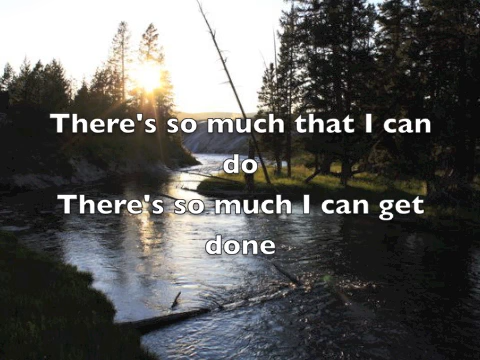 There's so much that I can
do
There's so much I can get
done